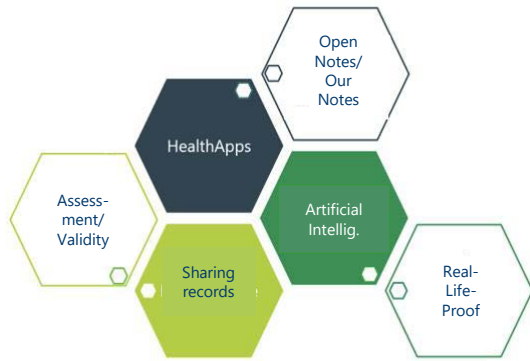 Open
Notes/
Our
Notes
HealthApps
Assess-
ment/
Validity
Artificial
Intellig.
Sharing
records
Real-
Life-
Proof